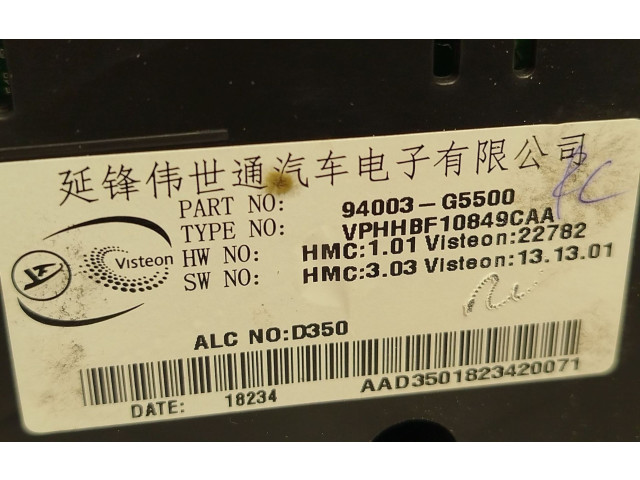 延锋伟世通汽车电子有限公司
PART NO: 94003-G5500
TYPE NO: VPHHBF10849CAA
HW NO: HMC:1.01 Visteon:22782
SW NO: HMC:3.03 Visteon:13.13.01
Visteon
ALC NO:D350
DATE: 18234
AAD3501823420071